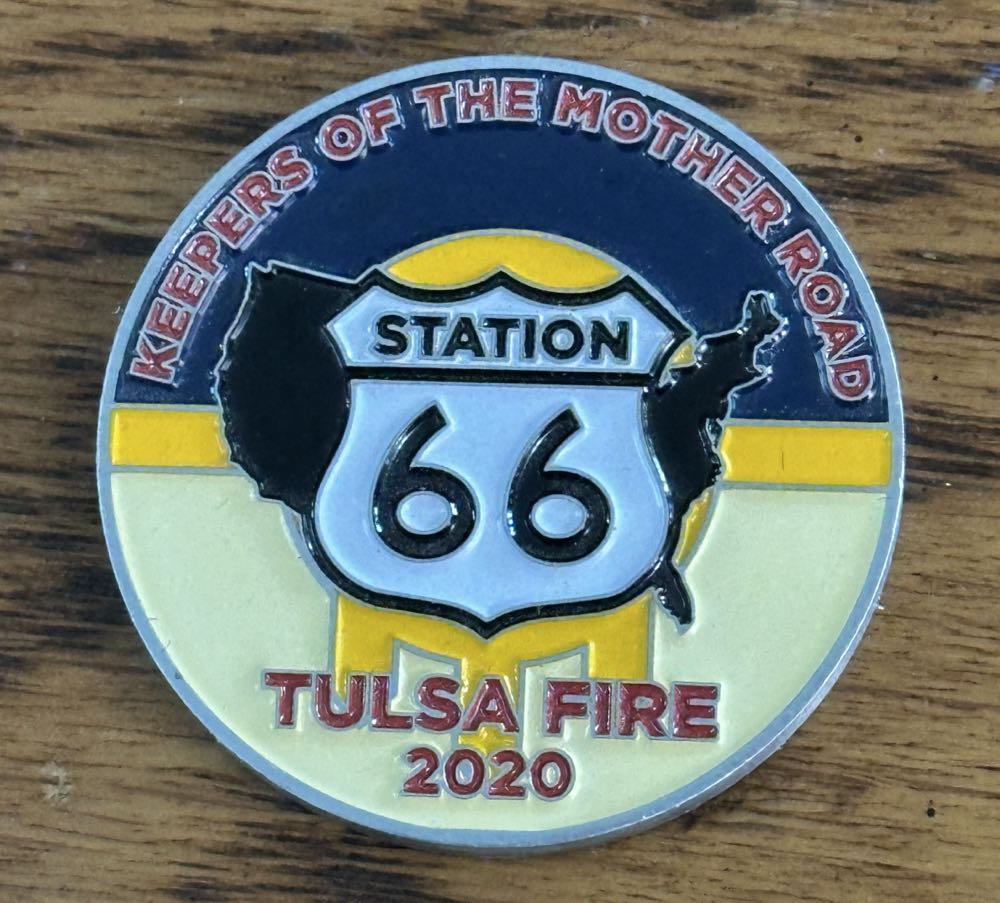 KEEPERS OF THE MOTHER ROAD
STATION
66
TULSA FIRE
2020